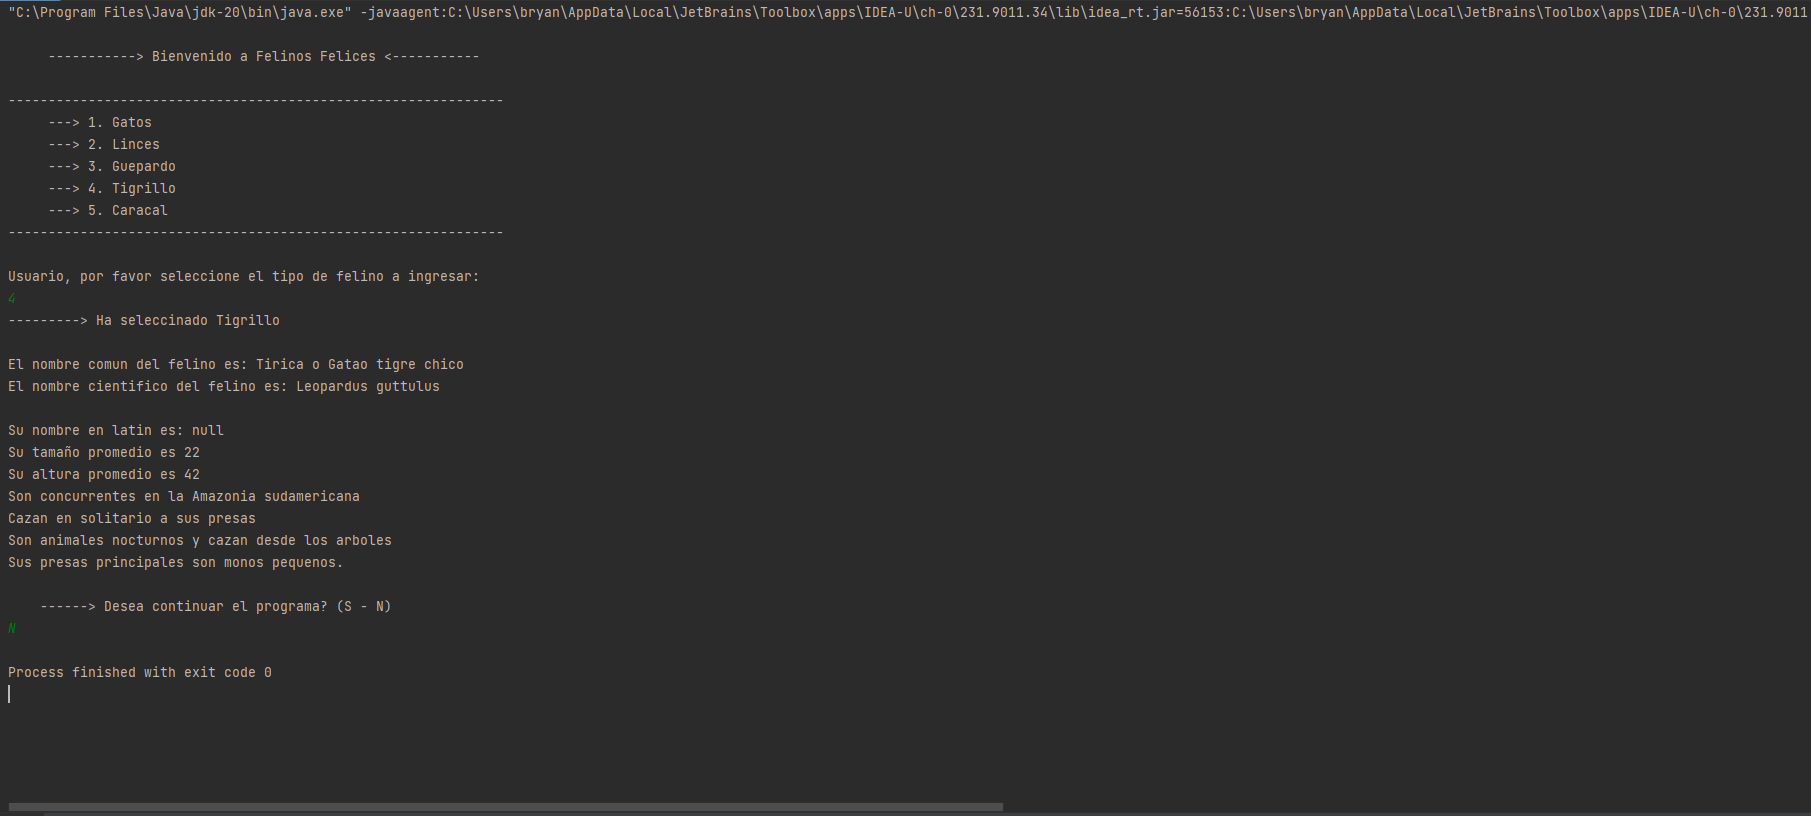 "C:\Program Files\Java\jdk-20\bin\java.exe" -javaagent:C:\Users\bryan\AppData\Local\JetBrains\Toolbox\apps\IDEA-U\ch-0\231.9011.34\lib\idea_rt.jar=56153:C:\Users\bryan\AppData\Local\JetBrains\Toolbox\apps\IDEA-U\ch-0\231.9011
-----------> Bienvenido a Felinos Felices <-----------
--------------------------------------------------------------
---> 1. Gatos
---> 2. Linces
---> 3. Guepardo
---> 4. Tigrillo
---> 5. Caracal
--------------------------------------------------------------
Usuario, por favor seleccione el tipo de felino a ingresar:
4
---------> Ha seleccinado Tigrillo
El nombre comun del felino es: Tirica o Gatao tigre chico
El nombre cientifico del felino es: Leopardus guttulus
Su nombre en latin es: null
Su tamaño promedio es 22
Su altura promedio es 42
Son concurrentes en la Amazonia sudamericana
Cazan en solitario a sus presas
Son animales nocturnos y cazan desde los arboles
Sus presas principales son monos pequenos.
------> Desea continuar el programa? (S - N)
N
Process finished with exit code 0